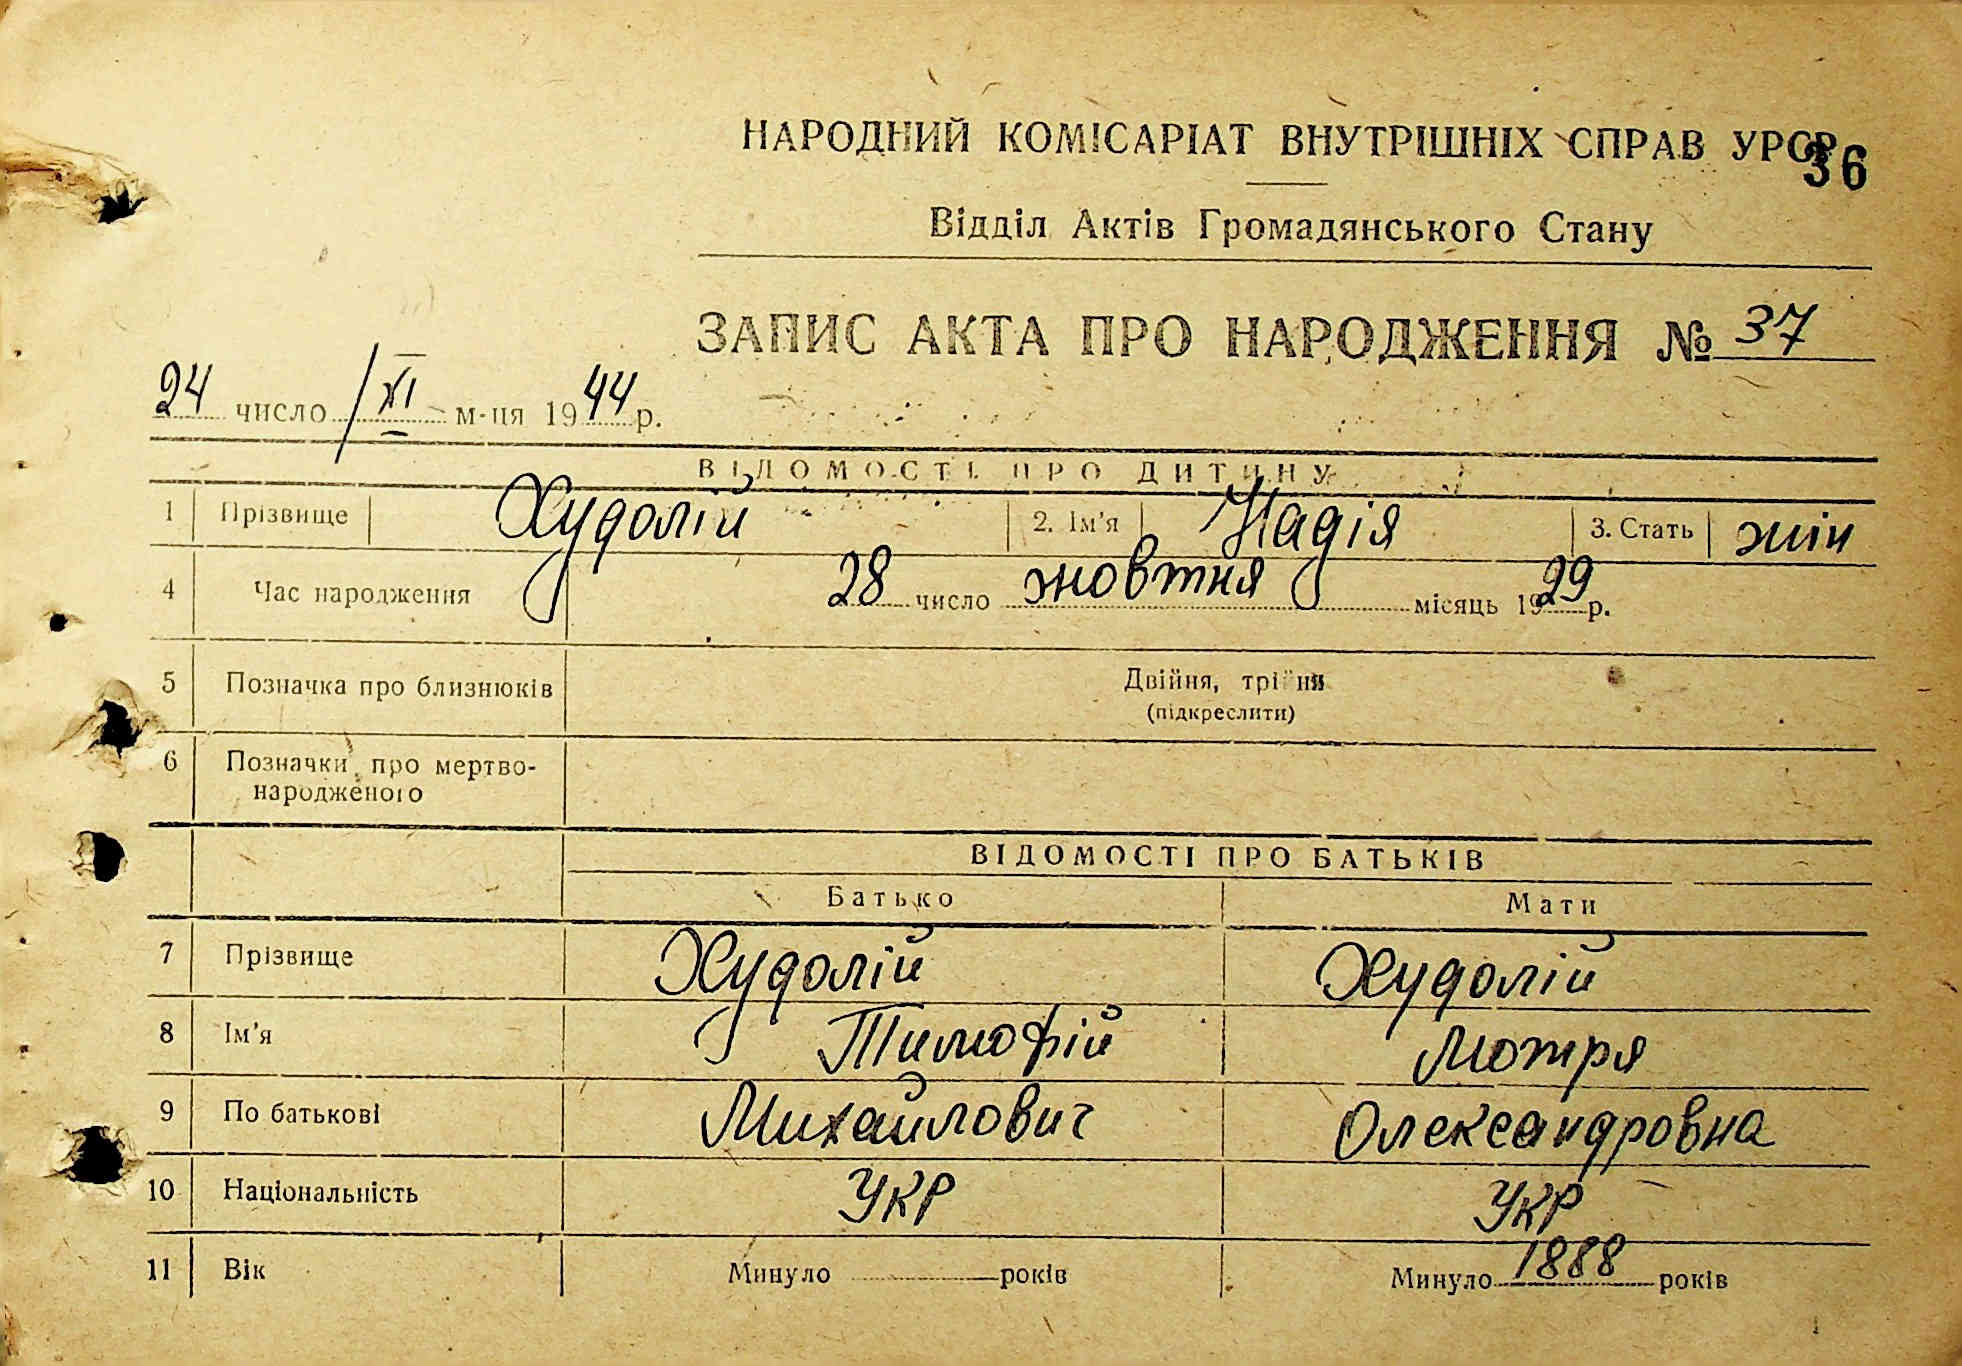 НАРОДНИЙ КОМІСАРІАТ ВНУТРІШНІХ СПРАВ УРСР
36
Відділ Актів Громадянського Стану
ЗАПИС АКТА ПРО НАРОДЖЕННЯ № 37
24 число / XI м-ця 1944 р.
ВІДОМОСТІ ПРО ДИТИНУ
1 Прізвище Худолій 2. Ім'я Надія 3. Стать жін
4 Час народження 28 число жовтня місяць 1929 р.
5 Позначка про близнюків Двійня, трійня
(підкреслити)
6 Позначки про мертво-
народженого
ВІДОМОСТІ ПРО БАТЬКІВ
Батько Мати
7 Прізвище Худолій Худолій
8 Ім'я Тимофій Мотря
9 По батькові Михайлович Олександровна
10 Національність УКР УКР
11 Вік Минуло років Минуло 1888 років